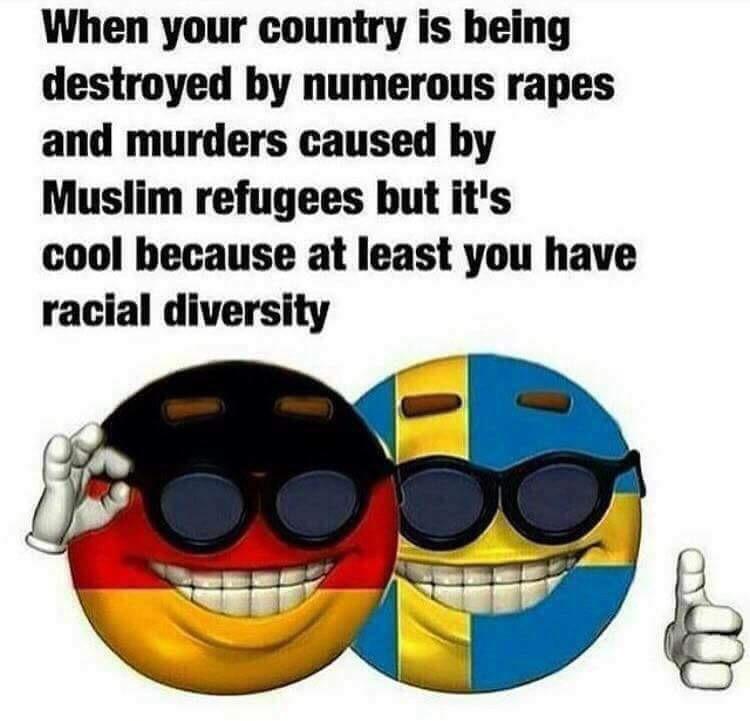 When your country is being
destroyed by numerous rapes
and murders caused by
Muslim refugees but it's
cool because at least you have
racial diversity